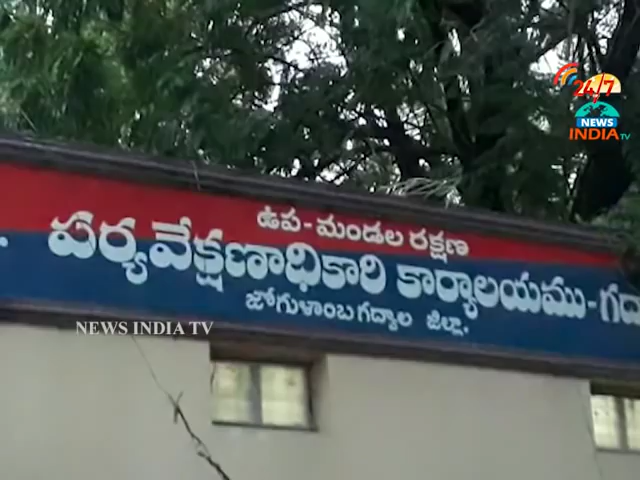 24/7
NEWS
INDIA TV
ఉప - మండల రక్షణ
పర్యవేక్షణాధికారి కార్యాలయము - గద
జోగుళాంబ గద్వాల జిల్లా.
NEWS INDIA TV